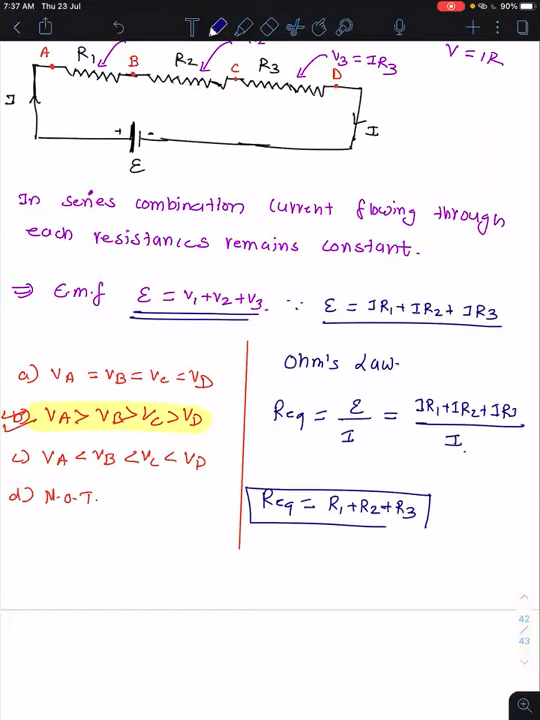 7:37 AM Thu 23 Jul
90%
T
A R1 B R2 C R3 D V3 = IR3 V = IR
I
+ - I
ε
In series combination current flowing through
each resistances remains constant.
⇒ Emf ε = V1+V2+V3. ∵ ε = IR1+IR2+IR3
a) VA = VB = VC = VD
b) VA > VB > VC > VD
c) VA < VB < VC < VD
d) N.O.T.
Ohm's Law-
Req = ε/I = IR1+IR2+IR3/I
Req = R1+R2+R3
42
/
43